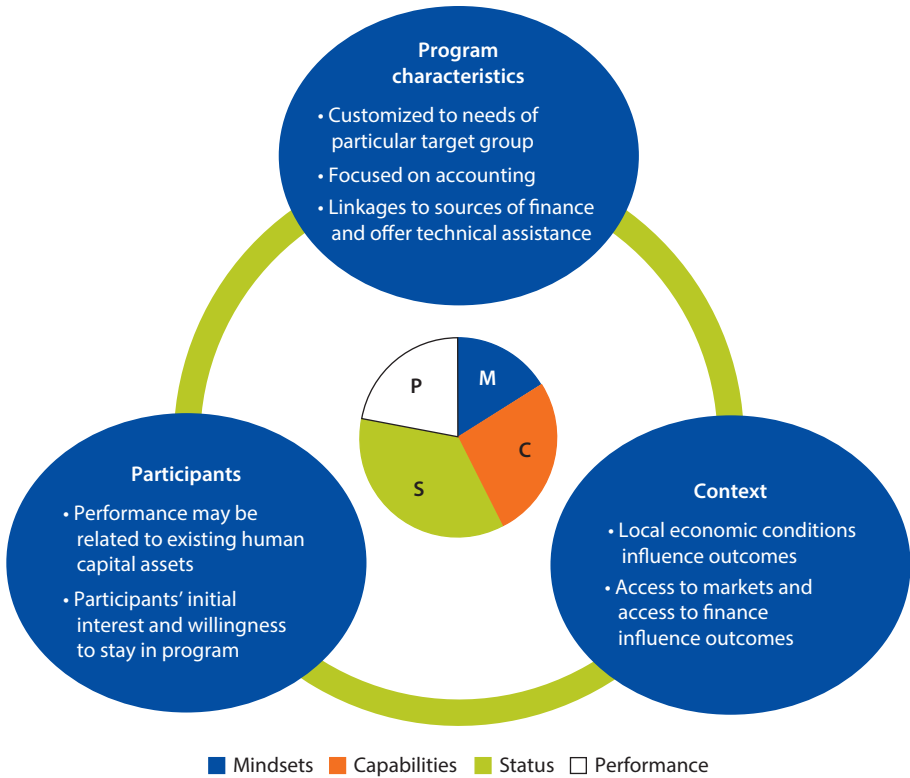 Program
characteristics
• Customized to needs of
particular target group
• Focused on accounting
• Linkages to sources of finance
and offer technical assistance
P
M
C
S
Participants
• Performance may be
related to existing human
capital assets
• Participants’ initial
interest and willingness
to stay in program
Context
• Local economic conditions
influence outcomes
• Access to markets and
access to finance
influence outcomes
Mindsets Capabilities Status Performance